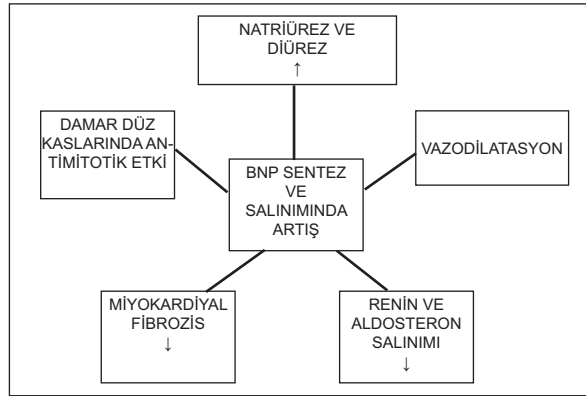 NATRİÜREZ VE
DİÜREZ
↑
DAMAR DÜZ
KASLARINDA AN-
TİMİTOTİK ETKİ
VAZODİLATASYON
BNP SENTEZ
VE
SALINIMINDA
ARTIŞ
MİYOKARDİYAL
FİBROZİS
↓
RENİN VE
ALDOSTERON
SALINIMI
↓